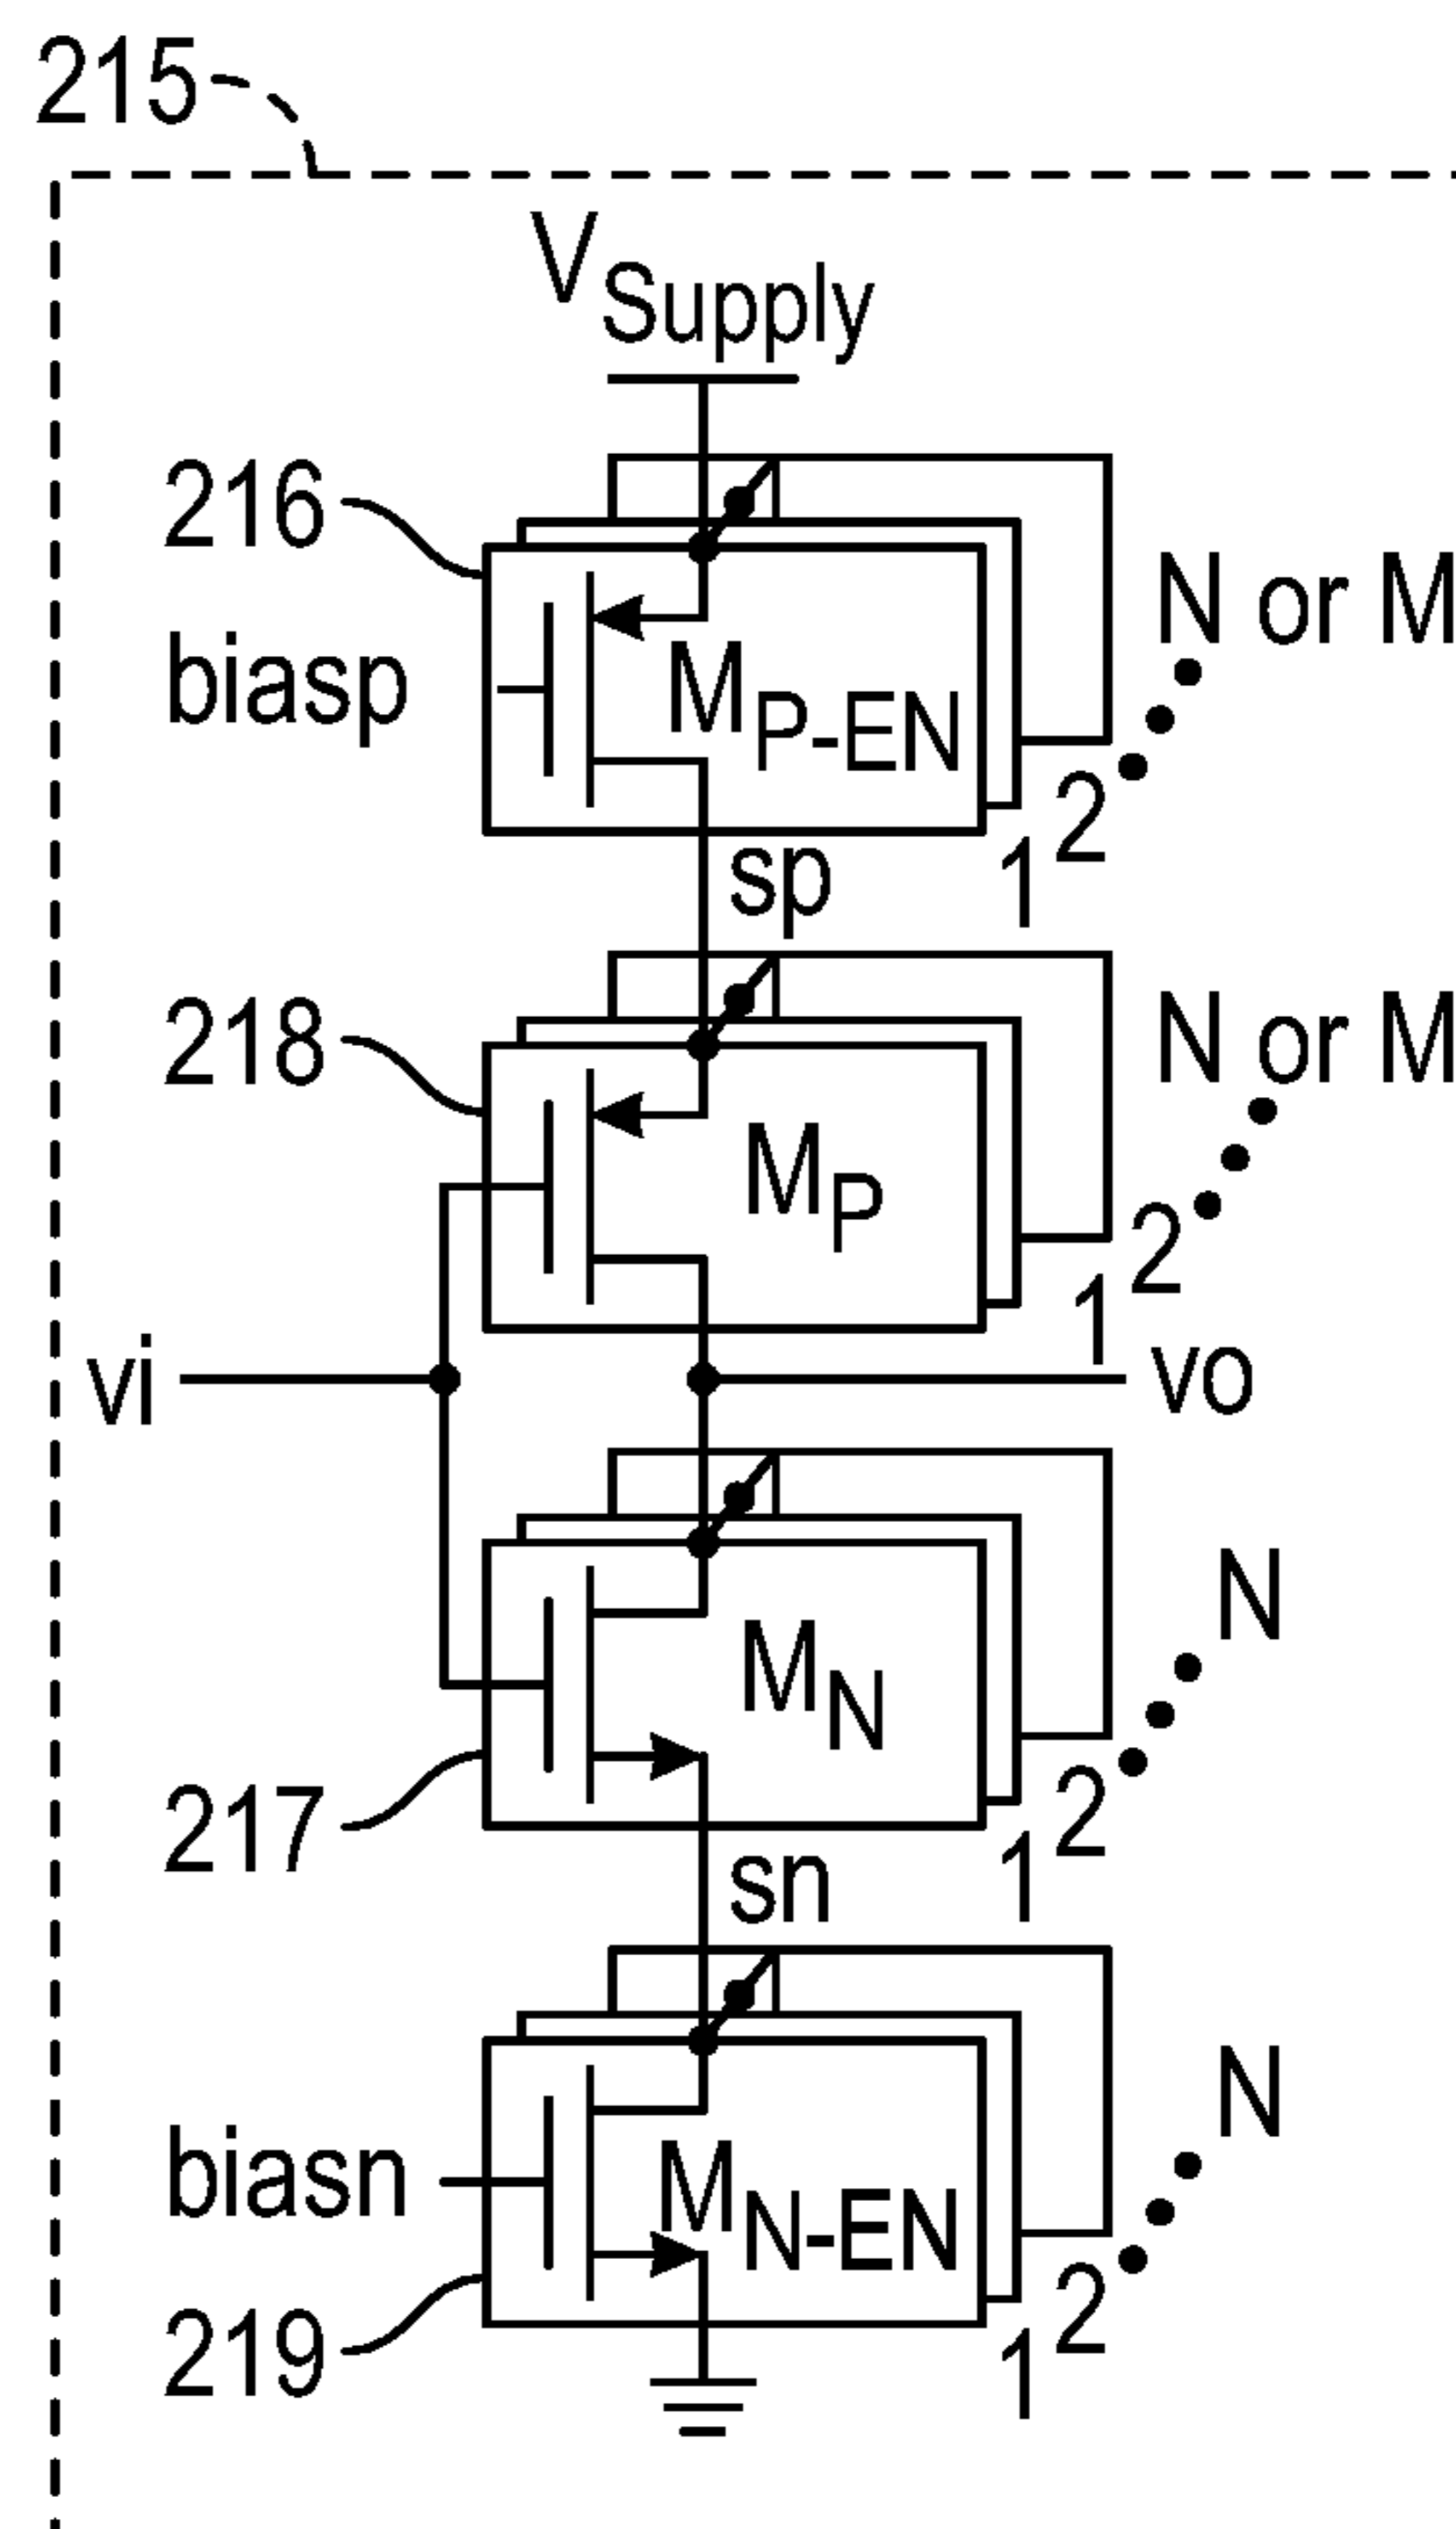 215
VSupply
216
biasp
MP-EN
N or M
2
1
sp
218
MP
N or M
2
1
vi
vo
MN
N
2
1
217
sn
biasn
MN-EN
N
2
1
219